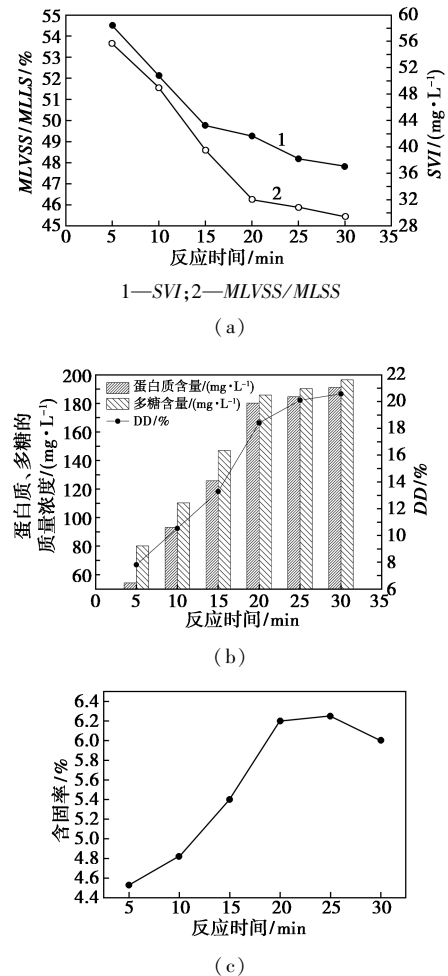 MLVSS/MLLS/%
55
54
53
52
51
50
49
48
47
46
45
60
56
52
48
44
40
36
32
28
SVI/(mg·L⁻¹)
1
2
0 5 10 15 20 25 30 35
反应时间/min
1—SVI;2—MLVSS/MLSS
(a)
蛋白质、多糖的
质量浓度/(mg·L⁻¹)
200
180
160
140
120
100
80
60
蛋白质含量/(mg·L⁻¹)
多糖含量/(mg·L⁻¹)
DD/%
22
20
18
16
14
12
10
8
6
DD/%
0 5 10 15 20 25 30 35
反应时间/min
(b)
含固率/%
6.4
6.2
6.0
5.8
5.6
5.4
5.2
5.0
4.8
4.6
4.4
5 10 15 20 25 30
反应时间/min
(c)